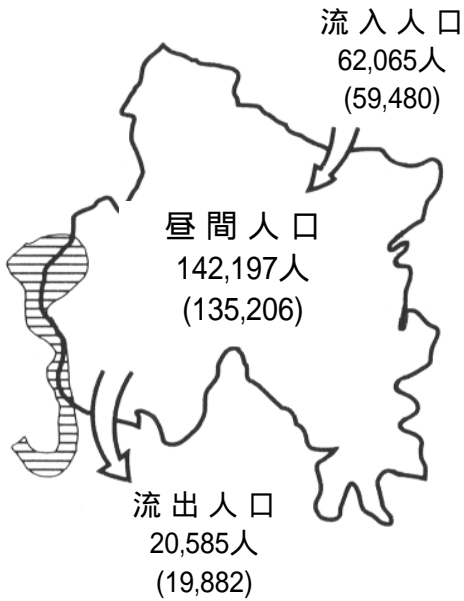 流入人口
62,065人
(59,480)
昼間人口
142,197人
(135,206)
流出人口
20,585人
(19,882)